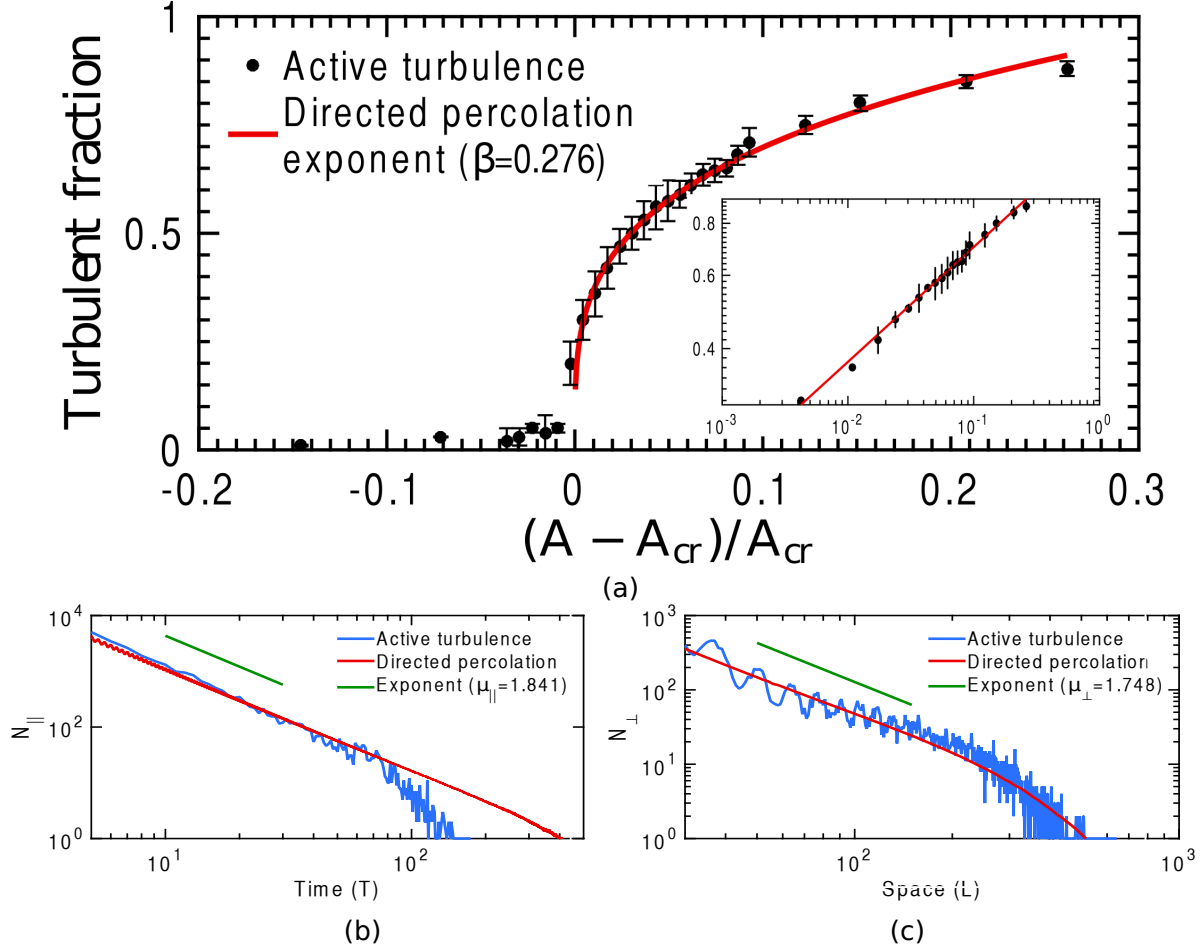 1
Active turbulence
Directed percolation
exponent (β=0.276)
Turbulent fraction
0.5
0
0.8
0.6
0.4
10⁻³ 10⁻² 10⁻¹ 10⁰
-0.2 -0.1 0 0.1 0.2 0.3
(A − A_cr)/A_cr
(a)
10⁴
10²
10⁰
N_||
Active turbulence
Directed percolation
Exponent (μ_||=1.841)
10¹ 10²
Time (T)
(b)
10³
10²
10¹
10⁰
N_⊥
Active turbulence
Directed percolation
Exponent (μ_⊥=1.748)
10² 10³
Space (L)
(c)